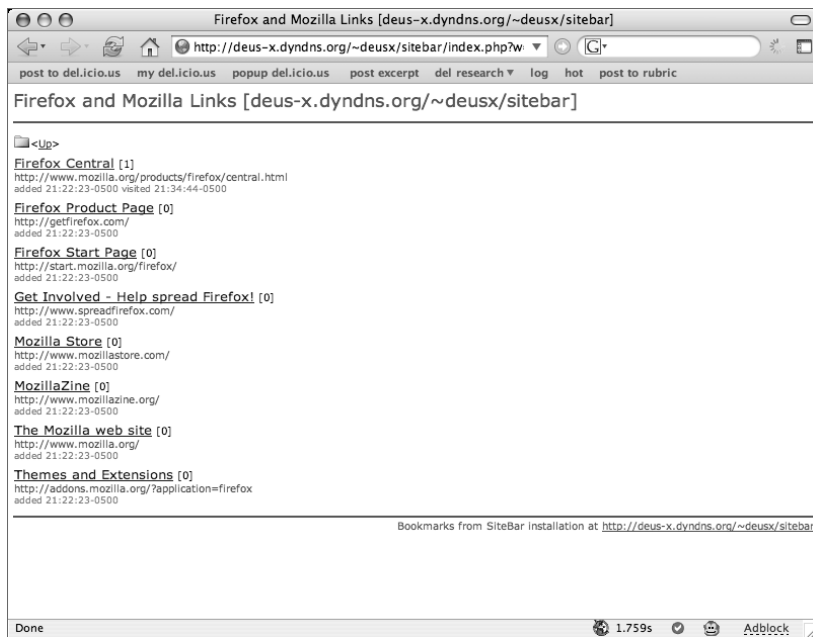 Firefox and Mozilla Links [deus-x.dyndns.org/~deusx/sitebar]
http://deus-x.dyndns.org/~deusx/sitebar/index.php?w
G
post to del.icio.us my del.icio.us popup del.icio.us post excerpt del research ▾ log hot post to rubric
Firefox and Mozilla Links [deus-x.dyndns.org/~deusx/sitebar]
<Up>
Firefox Central [1]
http://www.mozilla.org/products/firefox/central.html
added 21:22:23-0500 visited 21:34:44-0500
Firefox Product Page [0]
http://getfirefox.com/
added 21:22:23-0500
Firefox Start Page [0]
http://start.mozilla.org/firefox/
added 21:22:23-0500
Get Involved - Help spread Firefox! [0]
http://www.spreadfirefox.com/
added 21:22:23-0500
Mozilla Store [0]
http://www.mozillastore.com/
added 21:22:23-0500
MozillaZine [0]
http://www.mozillazine.org/
added 21:22:23-0500
The Mozilla web site [0]
http://www.mozilla.org/
added 21:22:23-0500
Themes and Extensions [0]
http://addons.mozilla.org/?application=firefox
added 21:22:23-0500
Bookmarks from SiteBar installation at http://deus-x.dyndns.org/~deusx/sitebar
Done 1.759s Adblock